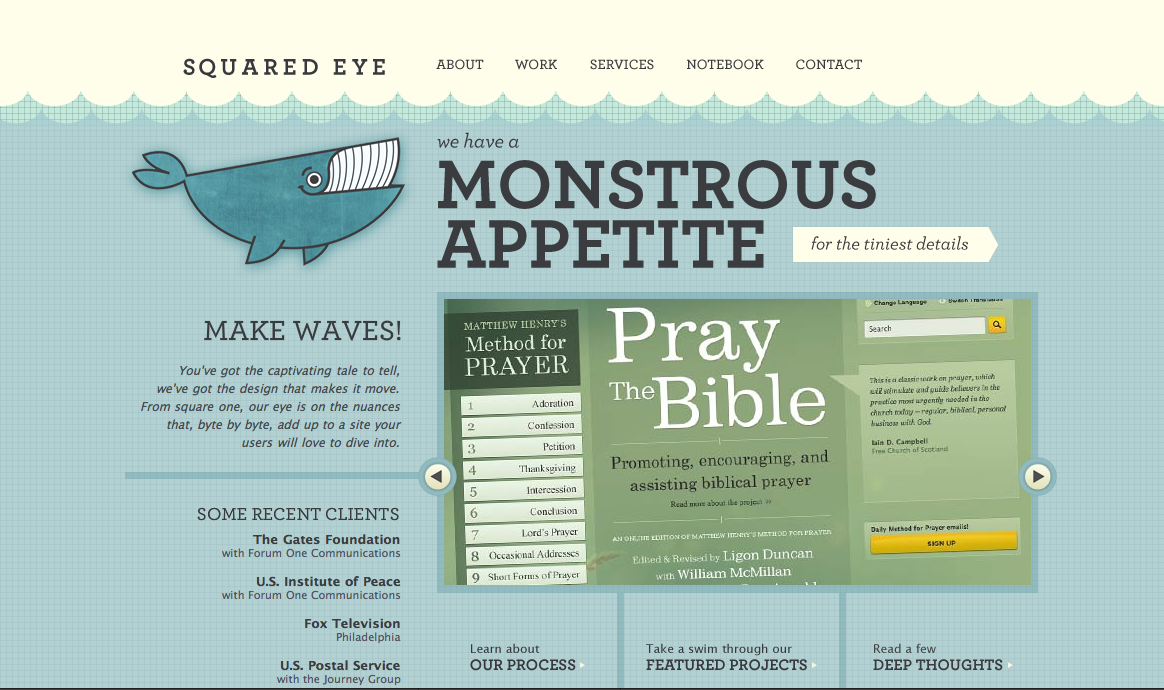 SQUARED EYE
ABOUT WORK SERVICES NOTEBOOK CONTACT
we have a
MONSTROUS
APPETITE
for the tiniest details
MAKE WAVES!
You've got the captivating tale to tell,
we've got the design that makes it move.
From square one, our eye is on the nuances
that, byte by byte, add up to a site your
users will love to dive into.
SOME RECENT CLIENTS
The Gates Foundation
with Forum One Communications
U.S. Institute of Peace
with Forum One Communications
Fox Television
Philadelphia
U.S. Postal Service
with the Journey Group
MATTHEW HENRY'S
Method for
PRAYER
1 Adoration
2 Confession
3 Petition
4 Thanksgiving
5 Intercession
6 Conclusion
7 Lord's Prayer
8 Occasional Addresses
9 Short Forms of Prayer
Pray
The Bible
Promoting, encouraging, and
assisting biblical prayer
Read more about the project »
AN ONLINE EDITION OF MATTHEW HENRY'S METHOD FOR PRAYER
Edited & Revised by Ligon Duncan
with William McMillan
Change Language
Search
This is a classic work on prayer, which
will stimulate and guide believers in the
practice most urgently needed in the
church today—regular, biblical, personal
business with God.
Iain D. Campbell
Free Church of Scotland
Daily Method for Prayer emails!
SIGN UP
Learn about
OUR PROCESS
Take a swim through our
FEATURED PROJECTS
Read a few
DEEP THOUGHTS